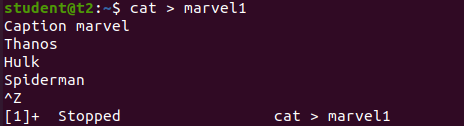 student@t2:~$ cat > marvel1
Caption marvel
Thanos
Hulk
Spiderman
^Z
[1]+  Stopped                 cat > marvel1